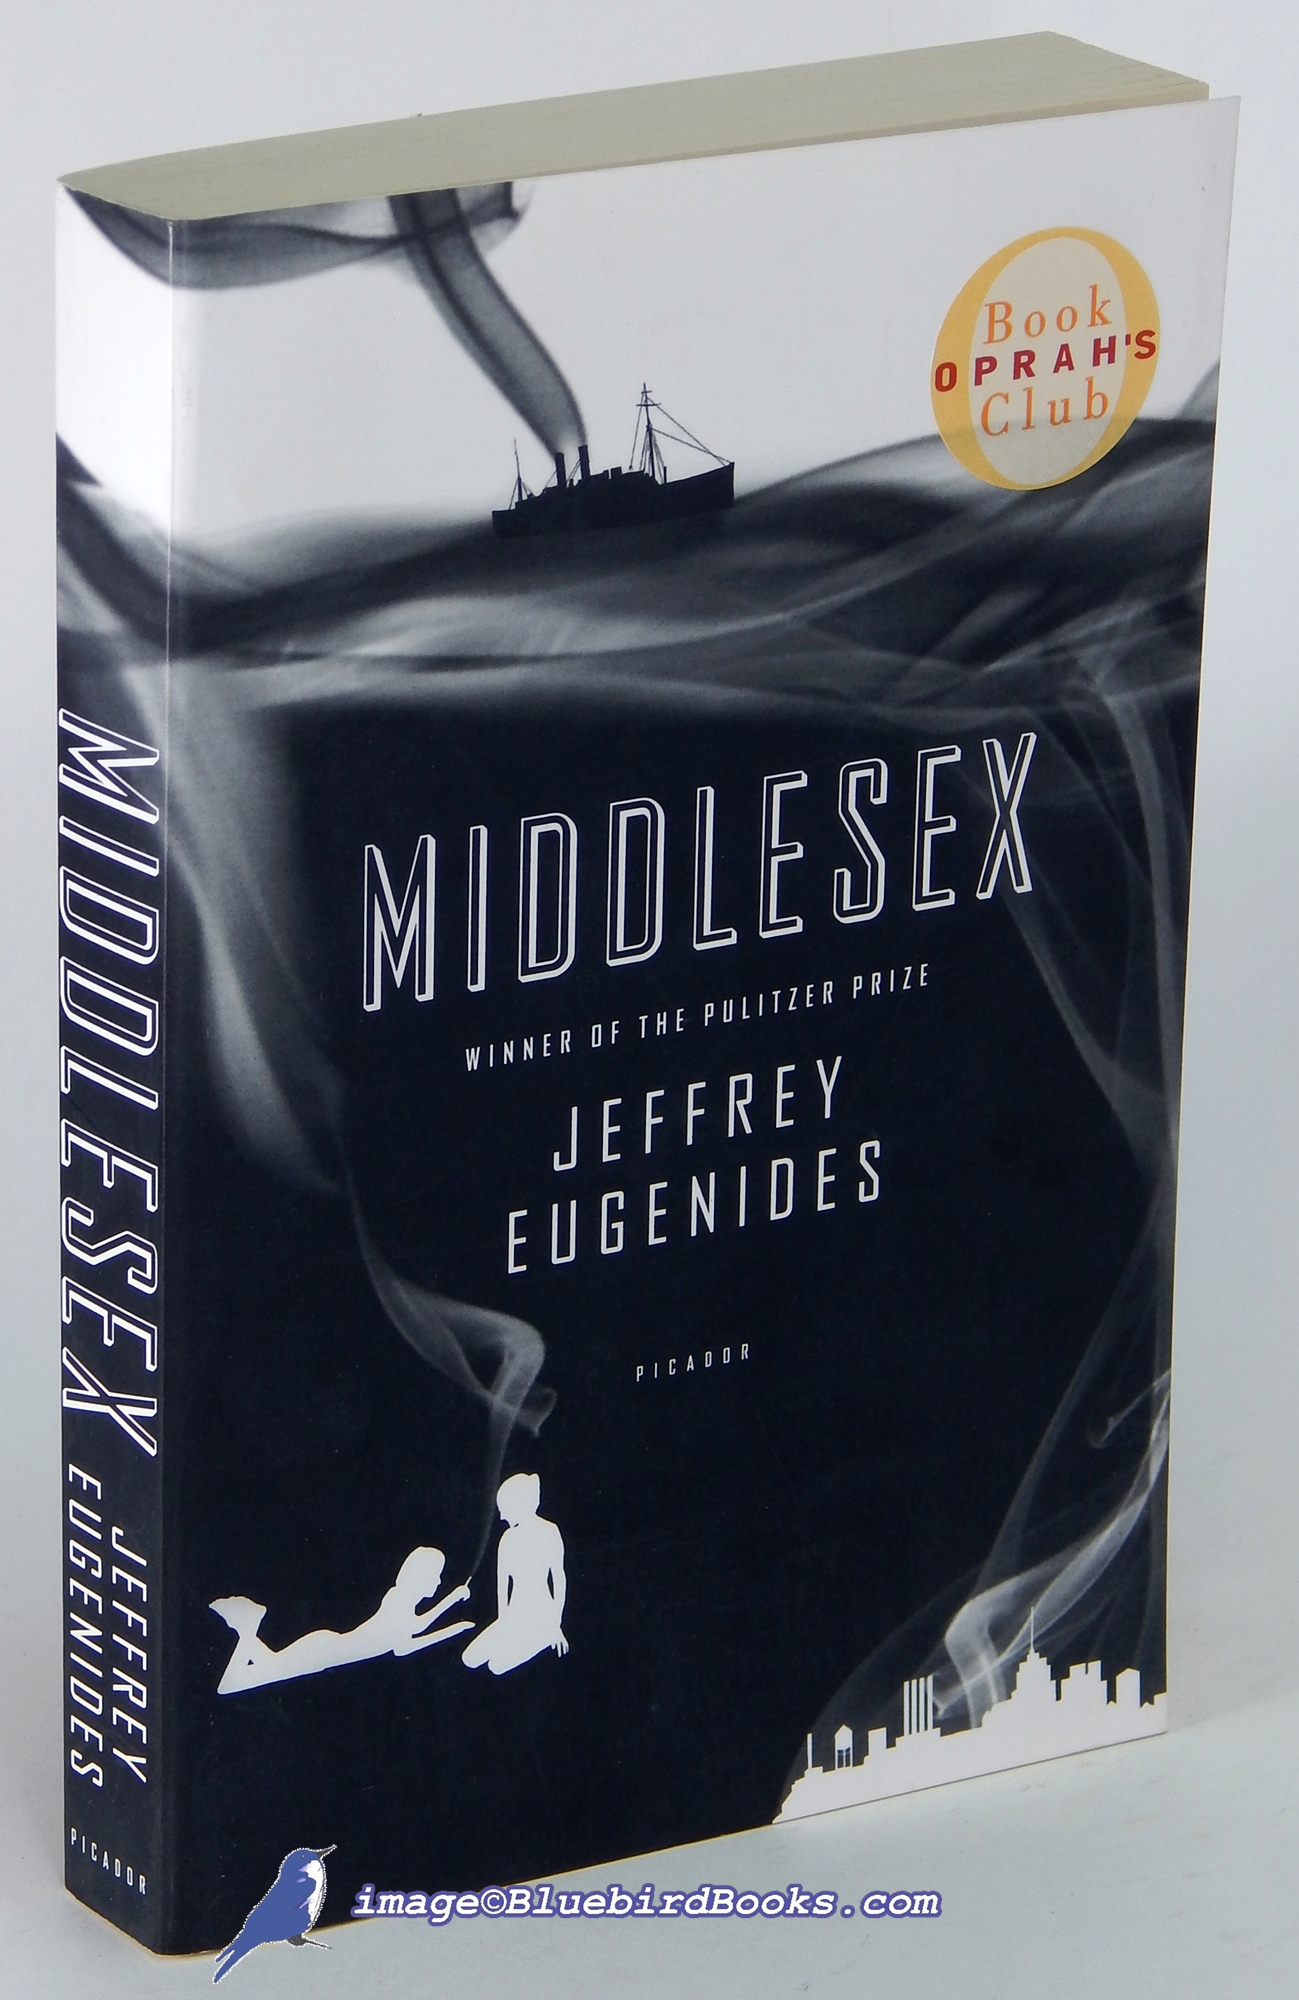 Book
OPRAH'S
Club
MIDDLESEX
WINNER OF THE PULITZER PRIZE
JEFFREY
EUGENIDES
PICADOR
MIDDLESEX
JEFFREY
EUGENIDES
PICADOR
image©BluebirdBooks.com